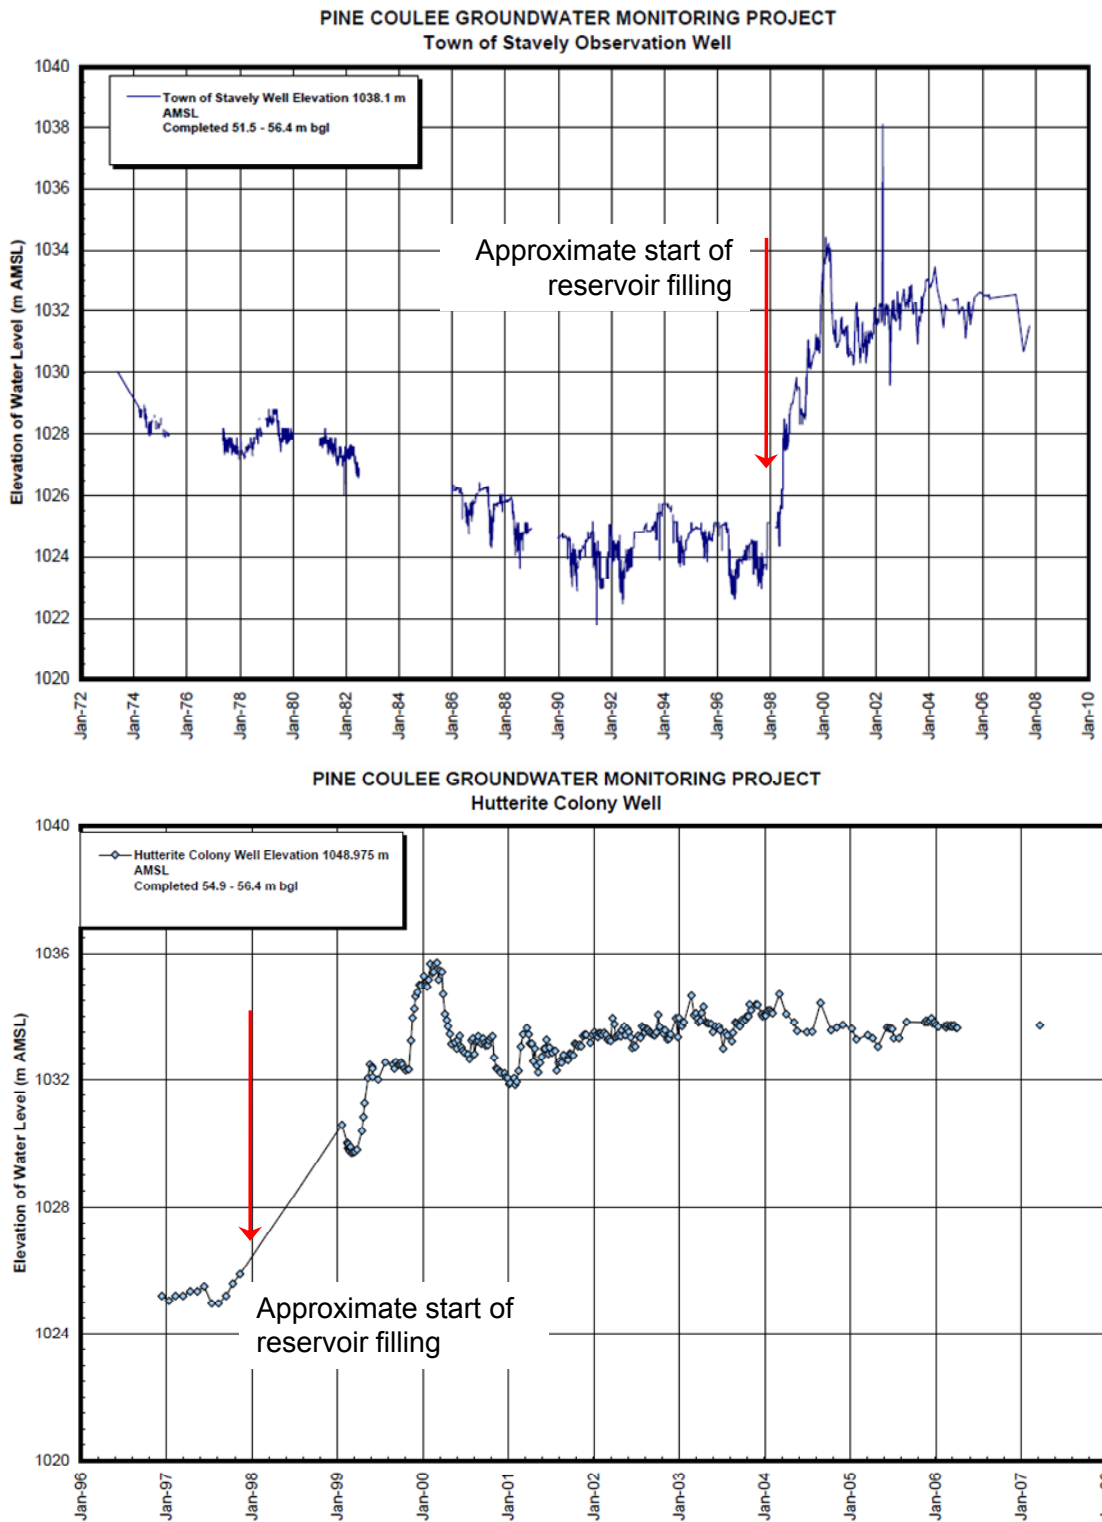 PINE COULEE GROUNDWATER MONITORING PROJECT
Town of Stavely Observation Well
1040
1038
1036
1034
1032
1030
1028
1026
1024
1022
1020
Elevation of Water Level (m AMSL)
Town of Stavely Well Elevation 1038.1 m
AMSL
Completed 51.5 - 56.4 m bgl
Approximate start of
reservoir filling
Jan-72
Jan-74
Jan-76
Jan-78
Jan-80
Jan-82
Jan-84
Jan-86
Jan-88
Jan-90
Jan-92
Jan-94
Jan-96
Jan-98
Jan-00
Jan-02
Jan-04
Jan-06
Jan-08
Jan-10
PINE COULEE GROUNDWATER MONITORING PROJECT
Hutterite Colony Well
1040
1036
1032
1028
1024
1020
Elevation of Water Level (m AMSL)
Hutterite Colony Well Elevation 1048.975 m
AMSL
Completed 54.9 - 56.4 m bgl
Approximate start of
reservoir filling
Jan-96
Jan-97
Jan-98
Jan-99
Jan-00
Jan-01
Jan-02
Jan-03
Jan-04
Jan-05
Jan-06
Jan-07